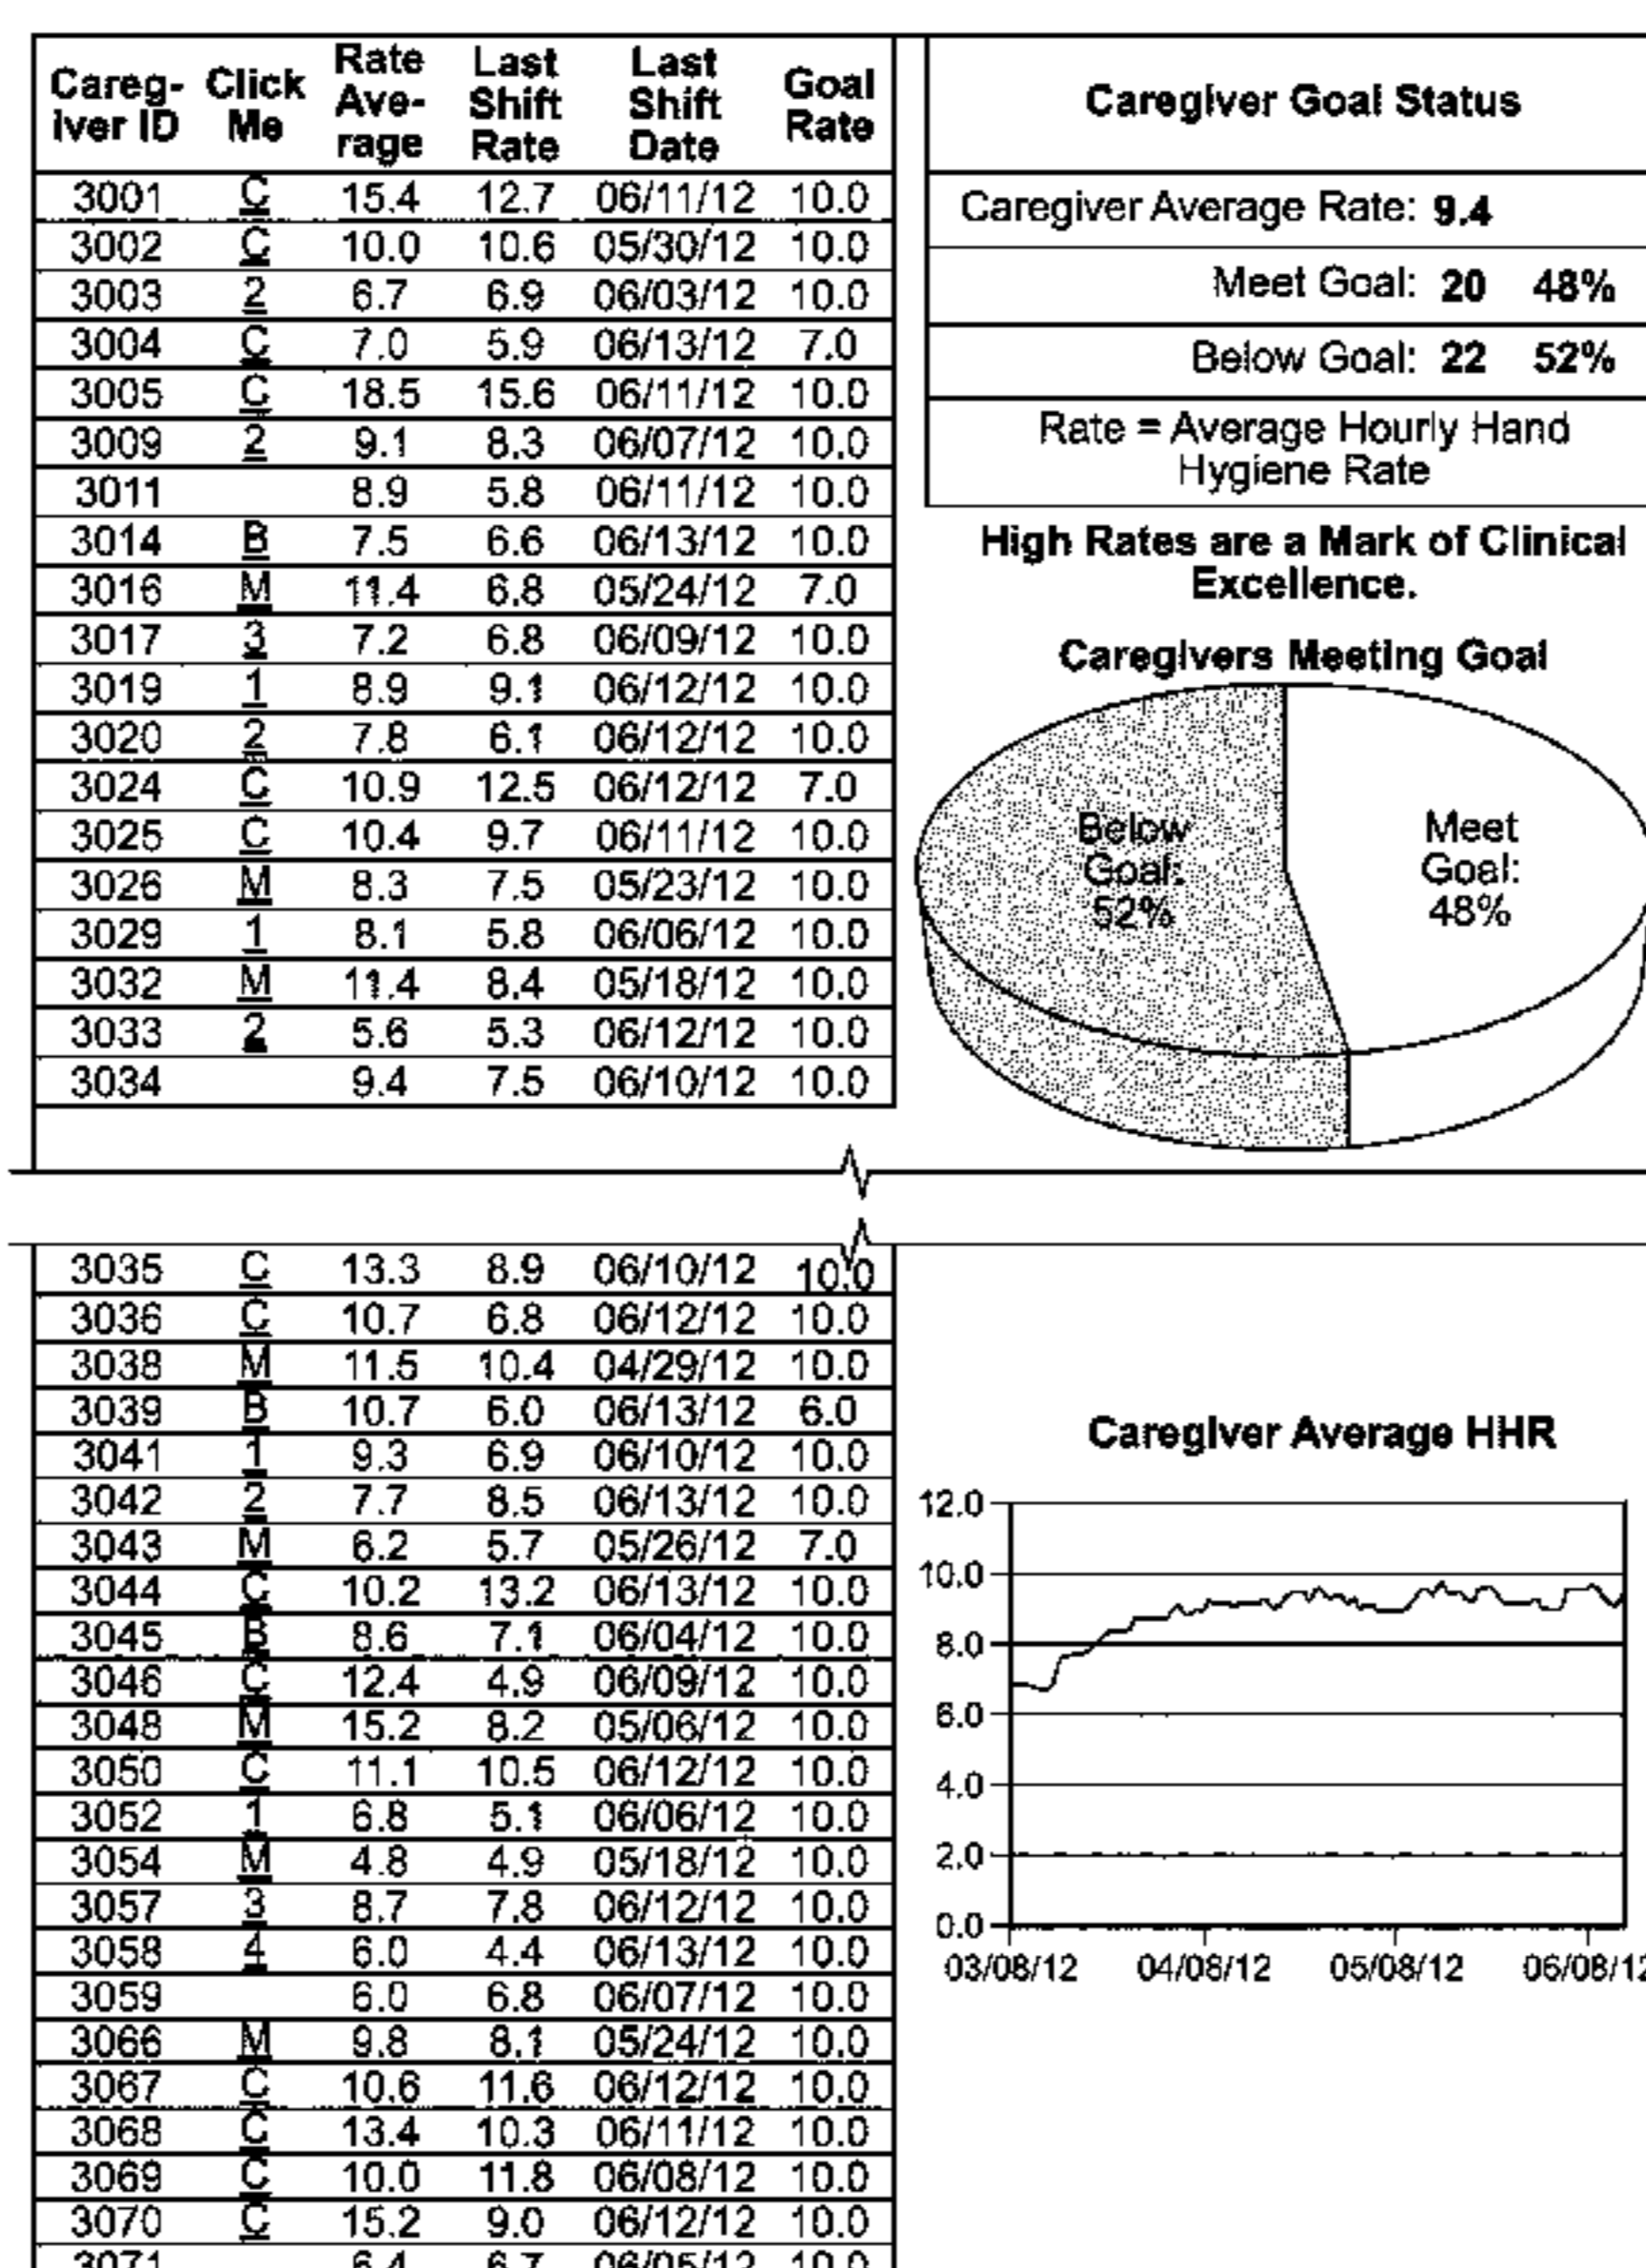 Careg-iver ID Click Me Rate Ave-rage Last Shift Rate Last Shift Date Goal Rate
3001 C 15.4 12.7 06/11/12 10.0
3002 C 10.0 10.6 05/30/12 10.0
3003 2 6.7 6.9 06/03/12 10.0
3004 C 7.0 5.9 06/13/12 7.0
3005 C 18.5 15.6 06/11/12 10.0
3009 2 9.1 8.3 06/07/12 10.0
3011 8.9 5.8 06/11/12 10.0
3014 B 7.5 6.6 06/13/12 10.0
3016 M 11.4 6.8 05/24/12 7.0
3017 3 7.2 6.8 06/09/12 10.0
3019 1 8.9 9.1 06/12/12 10.0
3020 2 7.8 6.1 06/12/12 10.0
3024 C 10.9 12.5 06/12/12 7.0
3025 C 10.4 9.7 06/11/12 10.0
3026 M 8.3 7.5 05/23/12 10.0
3029 1 8.1 5.8 06/06/12 10.0
3032 M 11.4 8.4 05/18/12 10.0
3033 2 5.6 5.3 06/12/12 10.0
3034 9.4 7.5 06/10/12 10.0
Caregiver Goal Status
Caregiver Average Rate: 9.4
Meet Goal: 20 48%
Below Goal: 22 52%
Rate = Average Hourly Hand
Hygiene Rate
High Rates are a Mark of Clinical
Excellence.
Caregivers Meeting Goal
Below
Goal:
52%
Meet
Goal:
48%
3035 C 13.3 8.9 06/10/12 10.0
3036 C 10.7 6.8 06/12/12 10.0
3038 M 11.5 10.4 04/29/12 10.0
3039 B 10.7 6.0 06/13/12 6.0
3041 1 9.3 6.9 06/10/12 10.0
3042 2 7.7 8.5 06/13/12 10.0
3043 M 6.2 5.7 05/26/12 7.0
3044 C 10.2 13.2 06/13/12 10.0
3045 B 8.6 7.1 06/04/12 10.0
3046 C 12.4 4.9 06/09/12 10.0
3048 M 15.2 8.2 05/06/12 10.0
3050 C 11.1 10.5 06/12/12 10.0
3052 1 6.8 5.1 06/06/12 10.0
3054 M 4.8 4.9 05/18/12 10.0
3057 3 8.7 7.8 06/12/12 10.0
3058 4 6.0 4.4 06/13/12 10.0
3059 6.0 6.8 06/07/12 10.0
3066 M 9.8 8.1 05/24/12 10.0
3067 C 10.6 11.6 06/12/12 10.0
3068 C 13.4 10.3 06/11/12 10.0
3069 C 10.0 11.8 06/08/12 10.0
3070 C 15.2 9.0 06/12/12 10.0
3071 6.4 6.7 06/05/12 10.0
Caregiver Average HHR
12.0
10.0
8.0
6.0
4.0
2.0
0.0
03/08/12 04/08/12 05/08/12 06/08/12